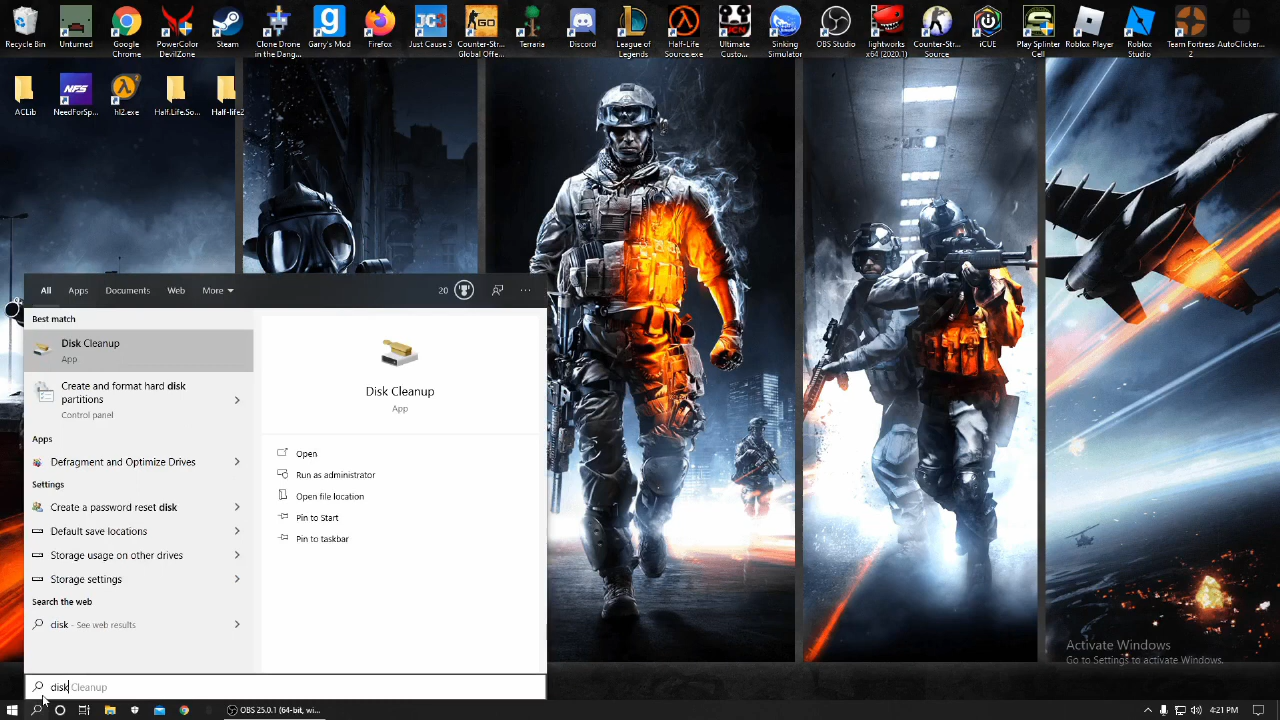 Recycle Bin
Unturned
Google Chrome
PowerColor DevilZone
Steam
Clone Drone in the Dang...
Garry's Mod
Firefox
Just Cause 3
Counter-Str... Global Offe...
Terraria
Discord
League of Legends
Half-Life Source.exe
Ultimate Custo...
Sinking Simulator
OBS Studio
lightworks x64 (2020.1)
Counter-Str... Source
iCUE
Play Splinter Cell
Roblox Player
Roblox Studio
Team Fortress 2
AutoClicker...
ACLib
NeedForSp...
hl2.exe
Half.Life.So...
Half-life2
All
Apps
Documents
Web
More
20
Best match
Disk Cleanup
App
Create and format hard disk
partitions
Control panel
Apps
Defragment and Optimize Drives
Settings
Create a password reset disk
Default save locations
Storage usage on other drives
Storage settings
Search the web
disk - See web results
Disk Cleanup
App
Open
Run as administrator
Open file location
Pin to Start
Pin to taskbar
Activate Windows
Go to Settings to activate Windows.
disk Cleanup
OBS 25.0.1 (64-bit, wi...
4:21 PM